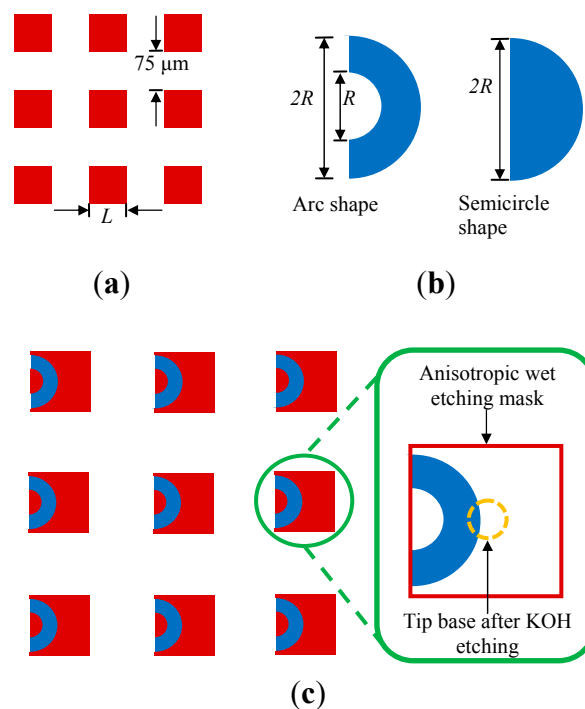 75 μm
L
(a)
2R
R
Arc shape
2R
Semicircle
shape
(b)
Anisotropic wet
etching mask
Tip base after KOH
etching
(c)